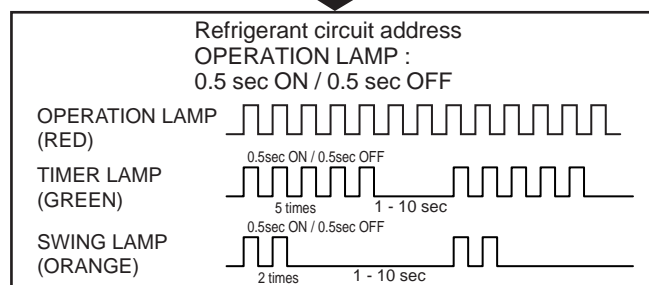 Refrigerant circuit address
OPERATION LAMP :
0.5 sec ON / 0.5 sec OFF
OPERATION LAMP
(RED)
0.5sec ON / 0.5sec OFF
TIMER LAMP
(GREEN)
5 times
1 - 10 sec
0.5sec ON / 0.5sec OFF
SWING LAMP
(ORANGE)
2 times
1 - 10 sec